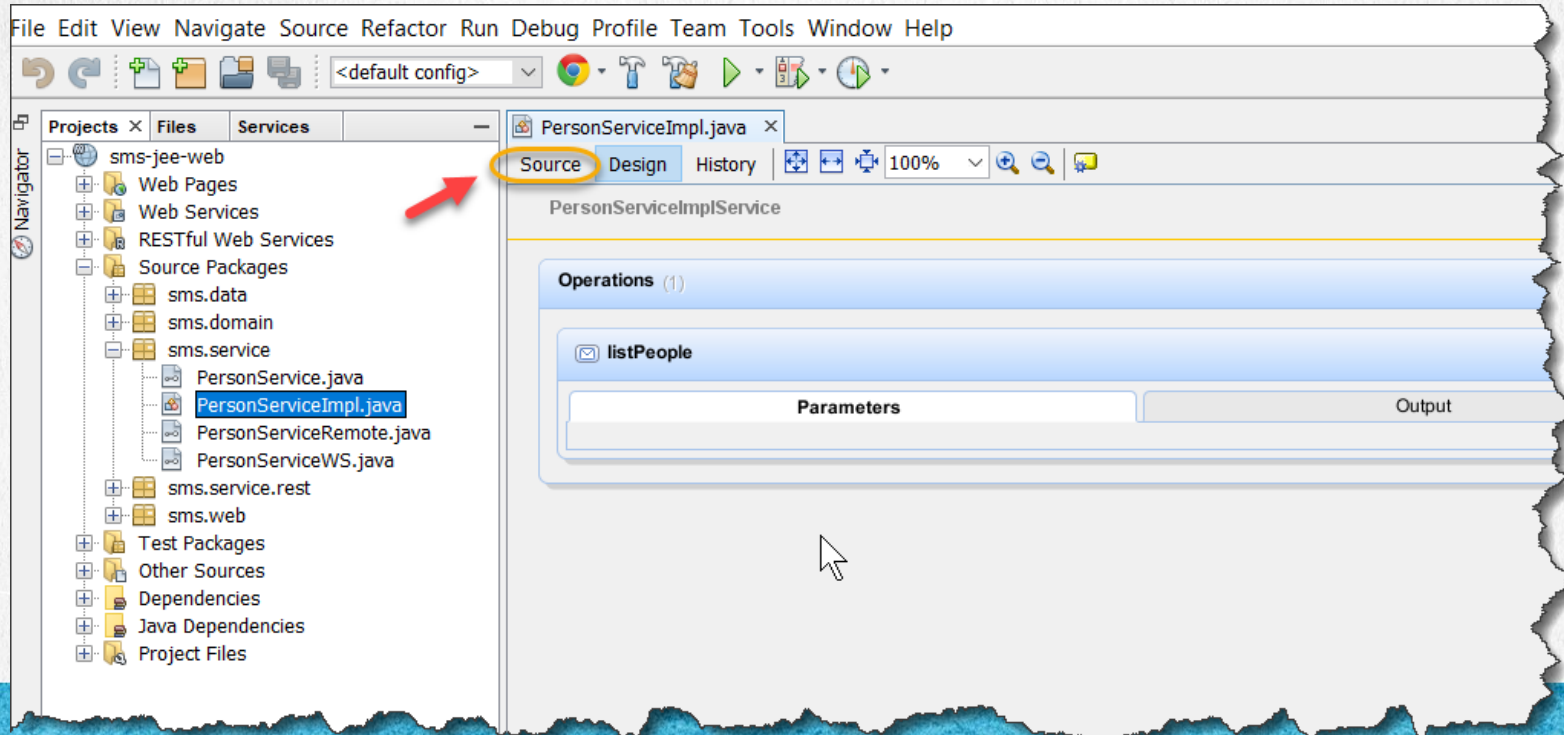 File Edit View Navigate Source Refactor Run Debug Profile Team Tools Window Help
<default config>
Navigator
Projects Files Services
sms-jee-web
Web Pages
Web Services
RESTful Web Services
Source Packages
sms.data
sms.domain
sms.service
PersonService.java
PersonServiceImpl.java
PersonServiceRemote.java
PersonServiceWS.java
sms.service.rest
sms.web
Test Packages
Other Sources
Dependencies
Java Dependencies
Project Files
PersonServiceImpl.java
Source Design History 100%
PersonServiceImplService
Operations (1)
listPeople
Parameters Output